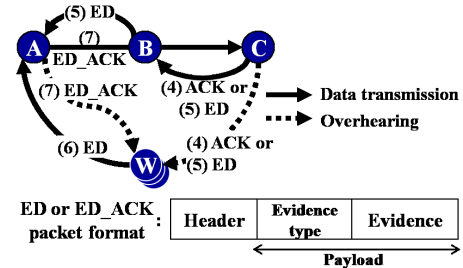 (5) ED
A
(7)
B
C
ED_ACK
(7) ED_ACK
(4) ACK or
(5) ED
Data transmission
Overhearing
(6) ED
(4) ACK or
(5) ED
W
ED or ED_ACK
packet format :
Header
Evidence
type
Evidence
Payload